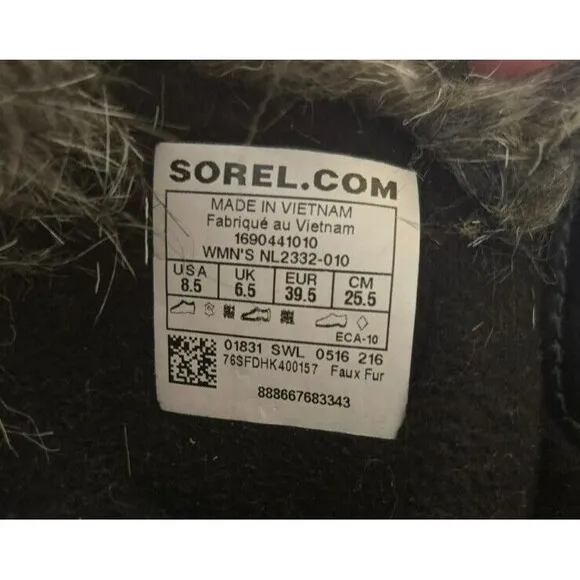 SOREL.COM
MADE IN VIETNAM
Fabriqué au Vietnam
1690441010
WMN'S NL2332-010
USA UK EUR CM
8.5 6.5 39.5 25.5
ECA-10
01831 SWL 0516 216
76SFDHK400157 Faux Fur
888667683343